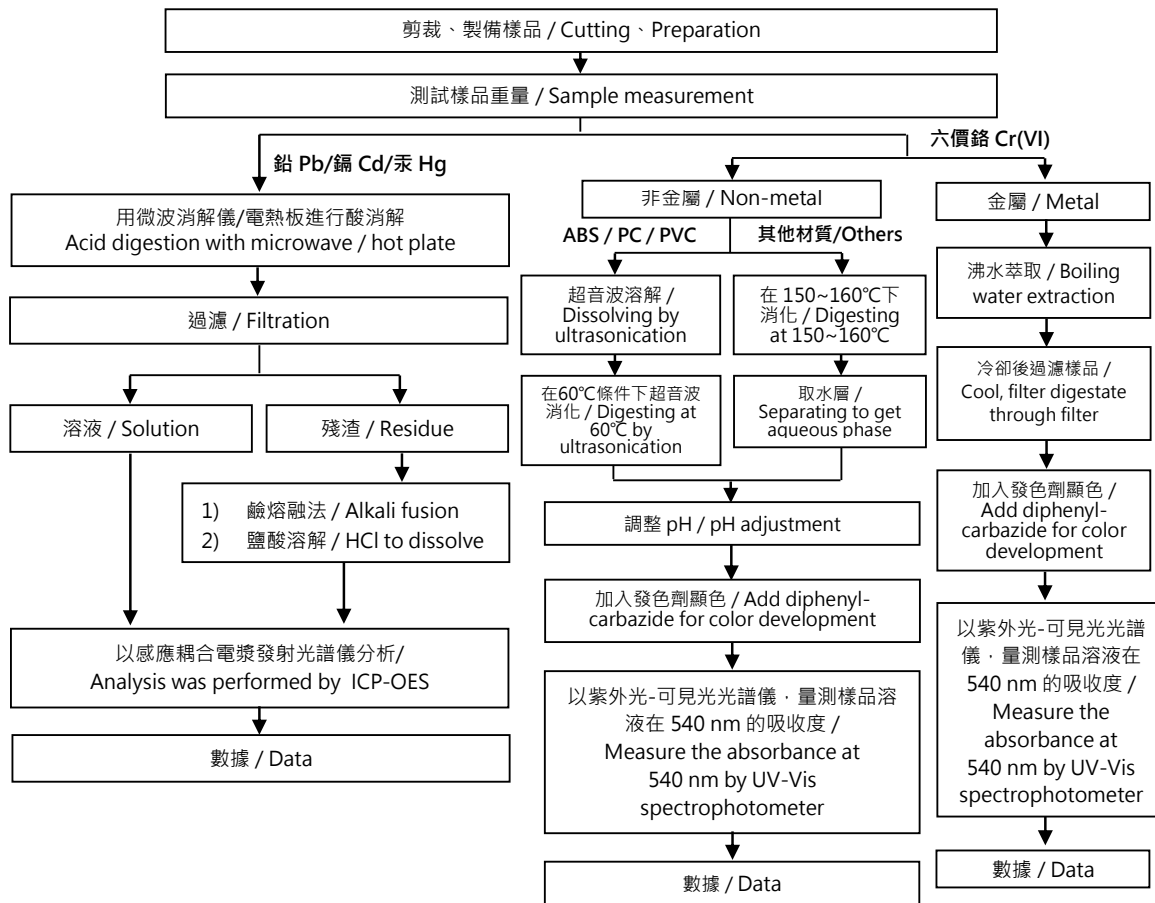 剪裁、製備樣品 / Cutting、Preparation
測試樣品重量 / Sample measurement
鉛 Pb/鎘 Cd/汞 Hg
用微波消解儀/電熱板進行酸消解
Acid digestion with microwave / hot plate
過濾 / Filtration
溶液 / Solution
殘渣 / Residue
1) 鹼熔融法 / Alkali fusion
2) 鹽酸溶解 / HCl to dissolve
以感應耦合電漿發射光譜儀分析/
Analysis was performed by ICP-OES
數據 / Data
六價鉻 Cr(VI)
非金屬 / Non-metal
ABS / PC / PVC
超音波溶解 /
Dissolving by
ultrasonication
在60℃條件下超音波
消化 / Digesting at
60℃ by
ultrasonication
其他材質/Others
在 150~160℃下
消化 / Digesting
at 150~160℃
取水層 /
Separating to get
aqueous phase
調整 pH / pH adjustment
加入發色劑顯色 / Add diphenyl-
carbazide for color development
以紫外光-可見光光譜儀，量測樣品溶
液在 540 nm 的吸收度 /
Measure the absorbance at
540 nm by UV-Vis
spectrophotometer
數據 / Data
金屬 / Metal
沸水萃取 / Boiling
water extraction
冷卻後過濾樣品 /
Cool, filter digestate
through filter
加入發色劑顯色 /
Add diphenyl-
carbazide for color
development
以紫外光-可見光光譜
儀，量測樣品溶液在
540 nm 的吸收度 /
Measure the
absorbance at
540 nm by UV-Vis
spectrophotometer
數據 / Data